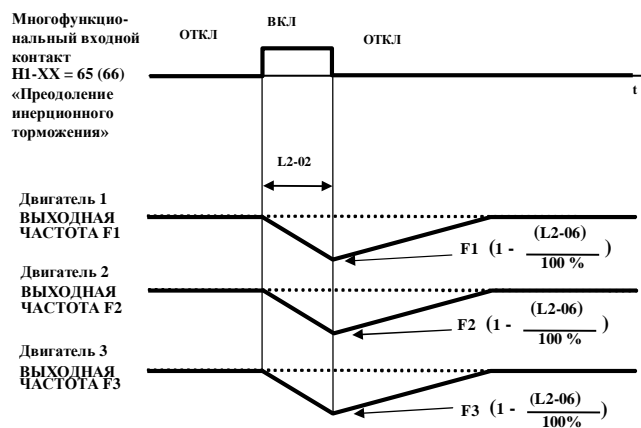 Многофункцио-
нальный входной
контакт
H1-XX = 65 (66)
«Преодоление
инерционного
торможения»
ОТКЛ
ВКЛ
ОТКЛ
t
L2-02
Двигатель 1
ВЫХОДНАЯ
ЧАСТОТА F1
F1 (1 - (L2-06) / 100 % )
Двигатель 2
ВЫХОДНАЯ
ЧАСТОТА F2
F2 (1 - (L2-06) / 100 % )
Двигатель 3
ВЫХОДНАЯ
ЧАСТОТА F3
F3 (1 - (L2-06) / 100% )